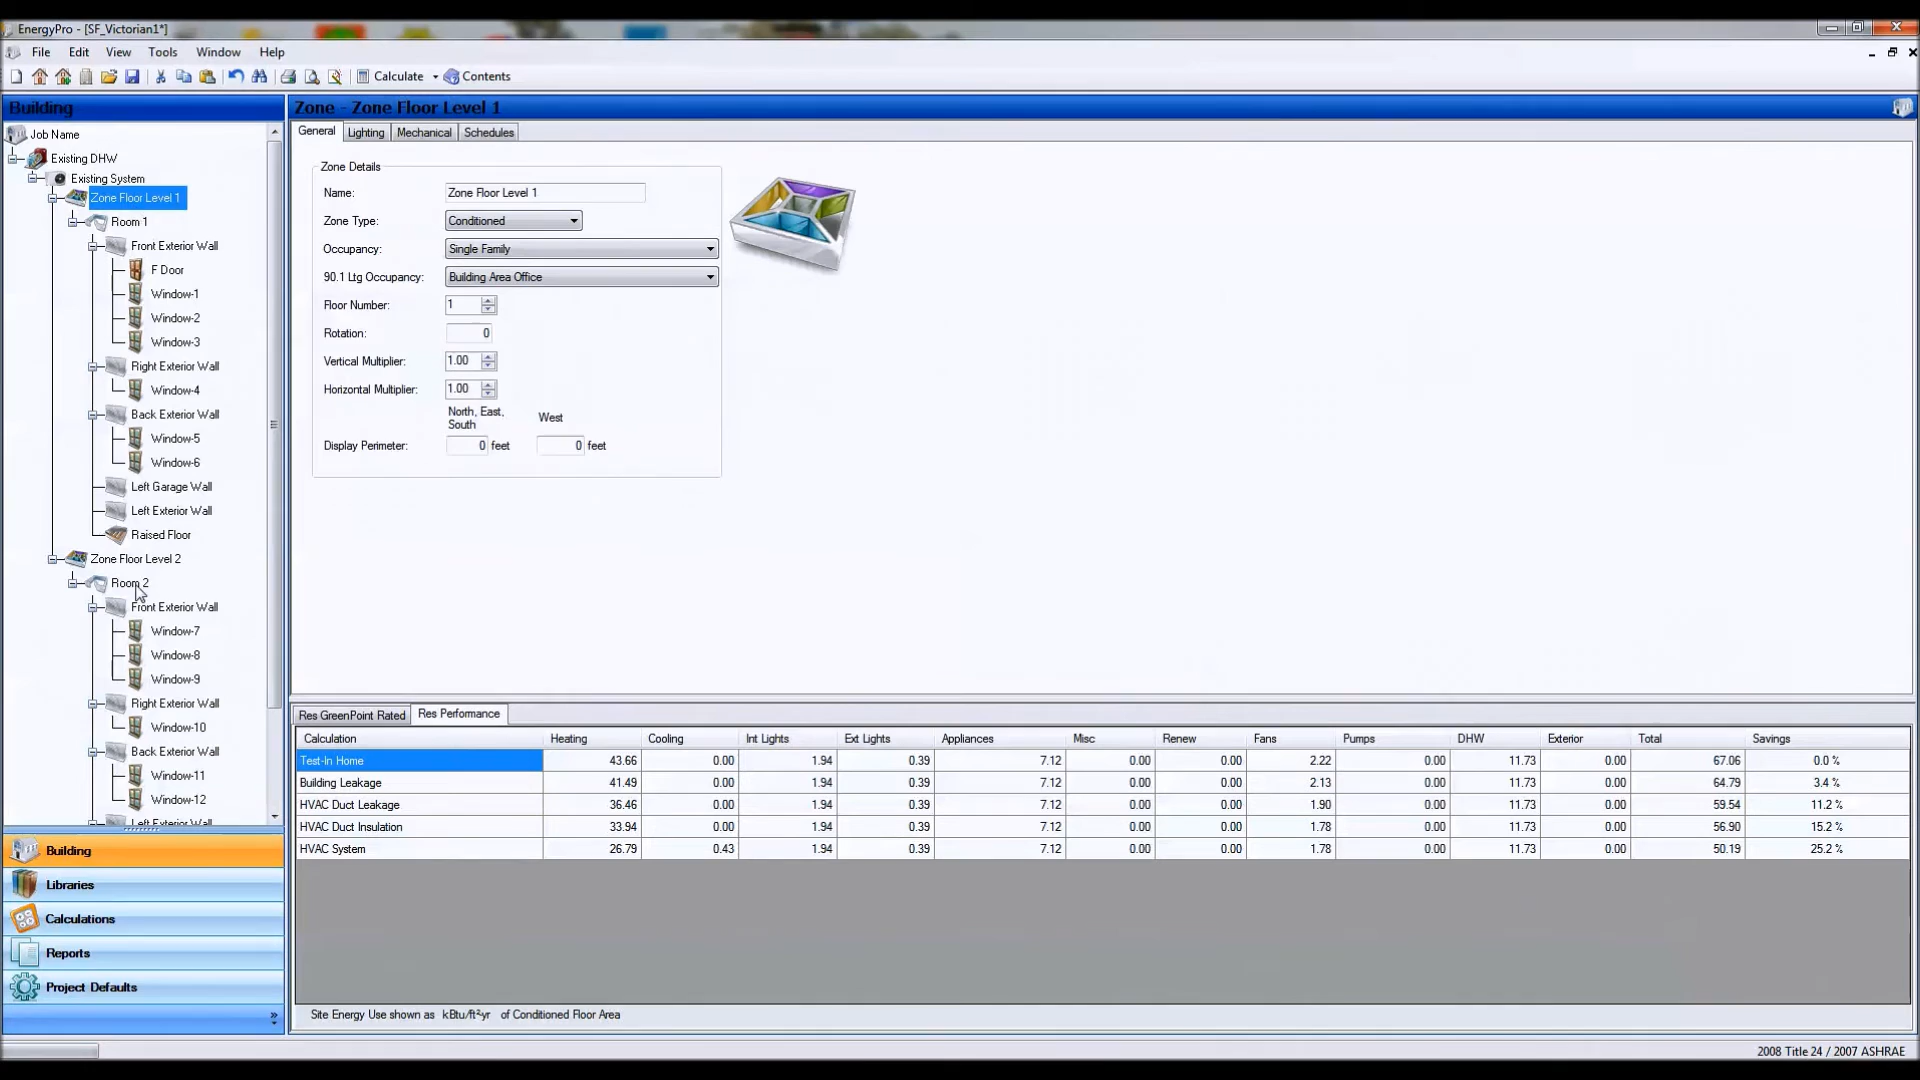 EnergyPro - [SF_Victorian1*]
File Edit View Tools Window Help
Calculate Contents
Building
Job Name
Existing DHW
Existing System
Zone Floor Level 1
Room 1
Front Exterior Wall
F Door
Window-1
Window-2
Window-3
Right Exterior Wall
Window-4
Back Exterior Wall
Window-5
Window-6
Left Garage Wall
Left Exterior Wall
Raised Floor
Zone Floor Level 2
Room 2
Front Exterior Wall
Window-7
Window-8
Window-9
Right Exterior Wall
Window-10
Back Exterior Wall
Window-11
Window-12
Left Exterior Wall
Building
Libraries
Calculations
Reports
Project Defaults
Zone - Zone Floor Level 1
General Lighting Mechanical Schedules
Zone Details
Name: Zone Floor Level 1
Zone Type: Conditioned
Occupancy: Single Family
90.1 Ltg Occupancy: Building Area Office
Floor Number: 1
Rotation: 0
Vertical Multiplier: 1.00
Horizontal Multiplier: 1.00
North, East, South West
Display Perimeter: 0 feet 0 feet
Res GreenPoint Rated Res Performance
Calculation Heating Cooling Int Lights Ext Lights Appliances Misc Renew Fans Pumps DHW Exterior Total Savings
Test-In Home 43.66 0.00 1.94 0.39 7.12 0.00 0.00 2.22 0.00 11.73 0.00 67.06 0.0 %
Building Leakage 41.49 0.00 1.94 0.39 7.12 0.00 0.00 2.13 0.00 11.73 0.00 64.79 3.4 %
HVAC Duct Leakage 36.46 0.00 1.94 0.39 7.12 0.00 0.00 1.90 0.00 11.73 0.00 59.54 11.2 %
HVAC Duct Insulation 33.94 0.00 1.94 0.39 7.12 0.00 0.00 1.78 0.00 11.73 0.00 56.90 15.2 %
HVAC System 26.79 0.43 1.94 0.39 7.12 0.00 0.00 1.78 0.00 11.73 0.00 50.19 25.2 %
Site Energy Use shown as kBtu/ft²-yr of Conditioned Floor Area
2008 Title 24 / 2007 ASHRAE